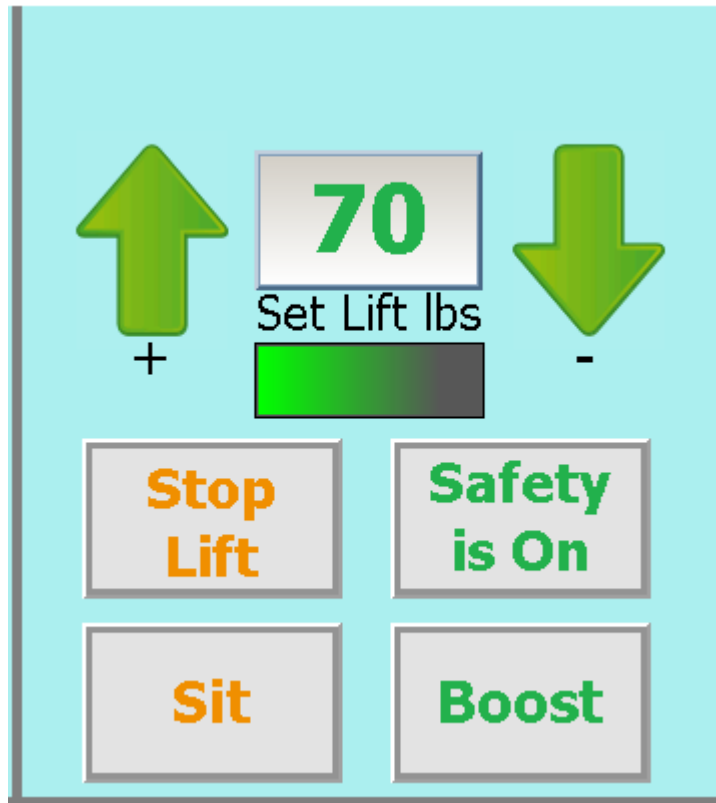 70
Set Lift lbs
+
-
Stop
Lift
Safety
is On
Sit
Boost